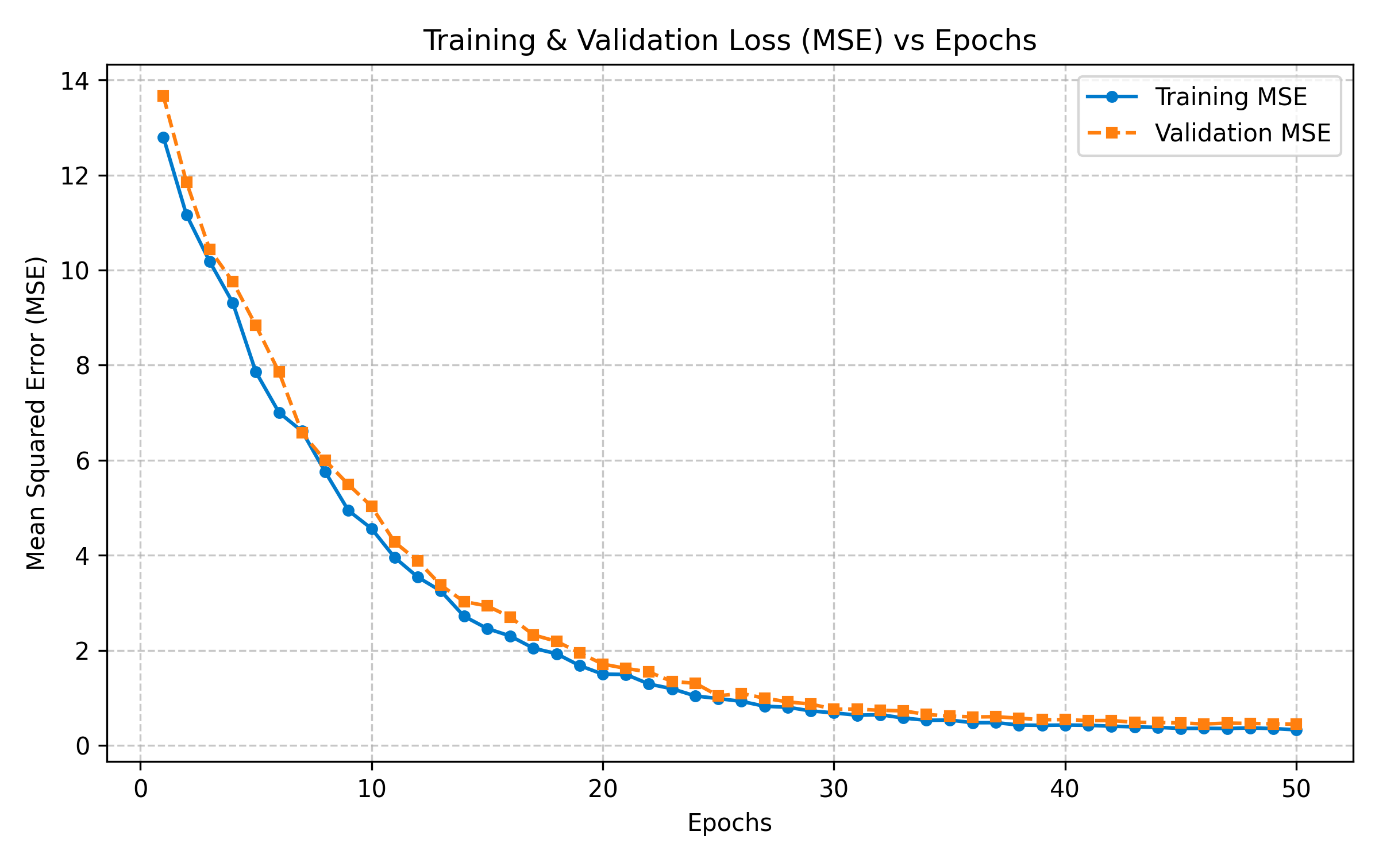 Training & Validation Loss (MSE) vs Epochs
Training MSE
Validation MSE
Mean Squared Error (MSE)
14
12
10
8
6
4
2
0
0 10 20 30 40 50
Epochs